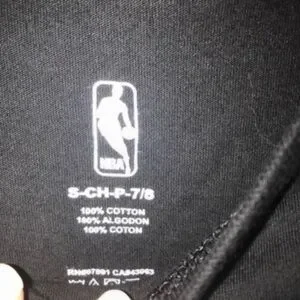 NBA
S-CH-P-7/8
100% COTTON
100% ALGODON
100% COTON